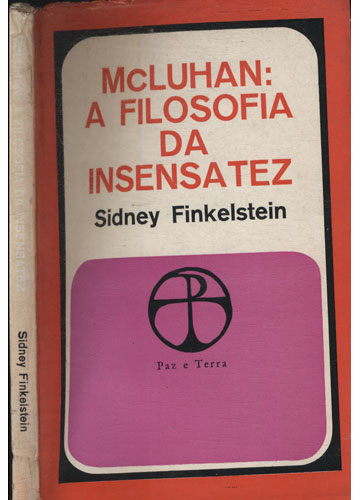 McLUHAN:
A FILOSOFIA
DA
INSENSATEZ
Sidney Finkelstein
Paz e Terra
Sidney Finkelstein